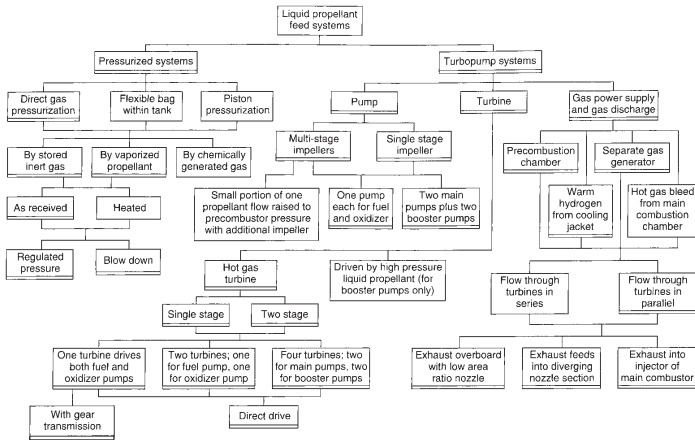 Liquid propellant
feed systems
Pressurized systems
Turbopump systems
Direct gas
pressurization
Flexible bag
within tank
Piston
pressurization
Pump
Turbine
Gas power supply
and gas discharge
By stored
inert gas
By vaporized
propellant
By chemically
generated gas
Multi-stage
impellers
Single stage
impeller
Precombustion
chamber
Separate gas
generator
As received
Heated
Small portion of one
propellant flow raised to
precombustor pressure
with additional impeller
One pump
each for fuel
and oxidizer
Two main
pumps plus two
booster pumps
Warm
hydrogen
from cooling
jacket
Hot gas bleed
from main
combustion
chamber
Regulated
pressure
Blow down
Hot gas
turbine
Driven by high pressure
liquid propellant (for
booster pumps only)
Flow through
turbines in
series
Flow through
turbines in
parallel
Single stage
Two stage
One turbine drives
both fuel and
oxidizer pumps
Two turbines; one
for fuel pump, one
for oxidizer pump
Four turbines; two
for main pumps, two
for booster pumps
Exhaust overboard
with low area
ratio nozzle
Exhaust feeds
into diverging
nozzle section
Exhaust into
injector of
main combustor
With gear
transmission
Direct drive